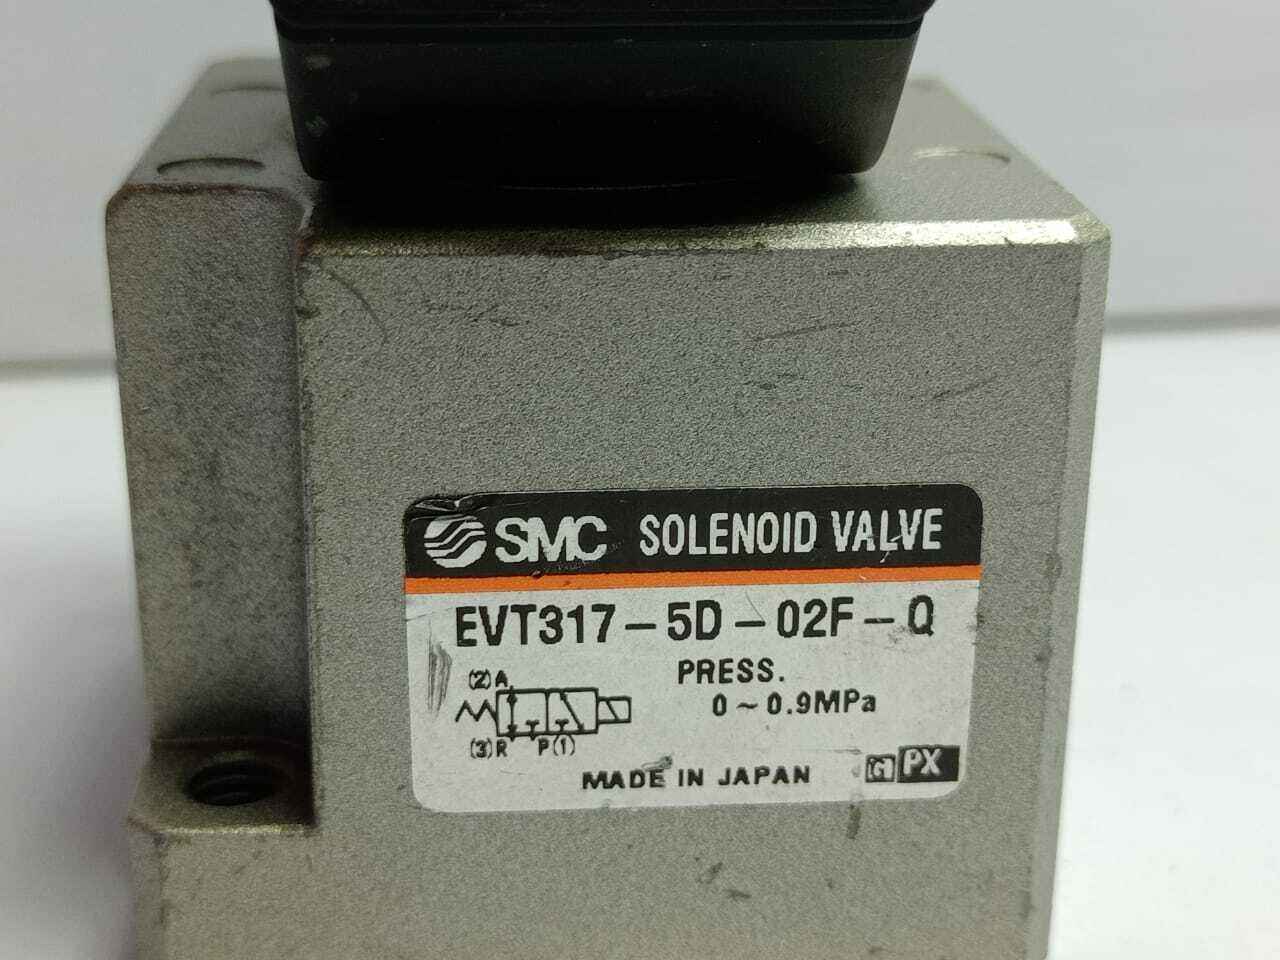 SMC SOLENOID VALVE
EVT317-5D-02F-Q
PRESS.
0~0.9MPa
(2)A
(3)R P(1)
MADE IN JAPAN
PX